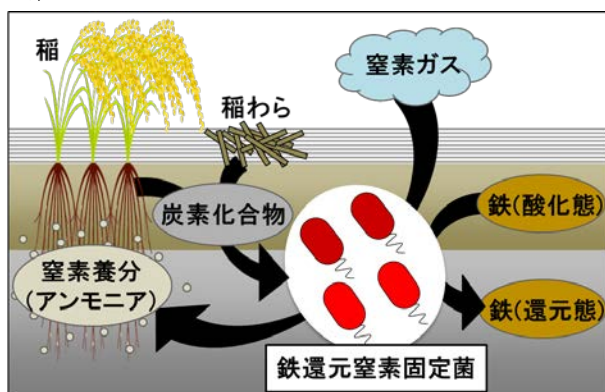 稲
稲わら
窒素ガス
炭素化合物
鉄(酸化態)
窒素養分
(アンモニア)
鉄(還元態)
鉄還元窒素固定菌